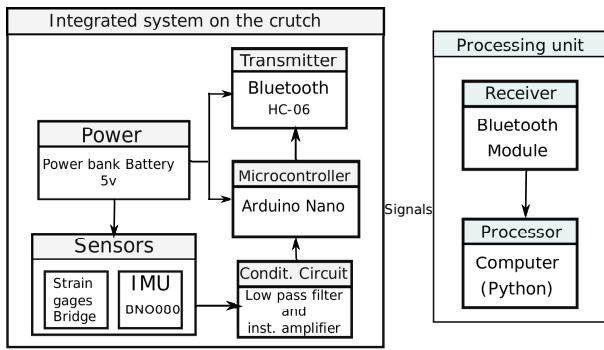 Integrated system on the crutch
Transmitter
Bluetooth
HC-06
Power
Power bank Battery
5v
Microcontroller
Arduino Nano
Sensors
Strain
gages
Bridge
IMU
Condit. Circuit
Low pass filter
and
inst. amplifier
Signals
Processing unit
Receiver
Bluetooth
Module
Processor
Computer
(Python)